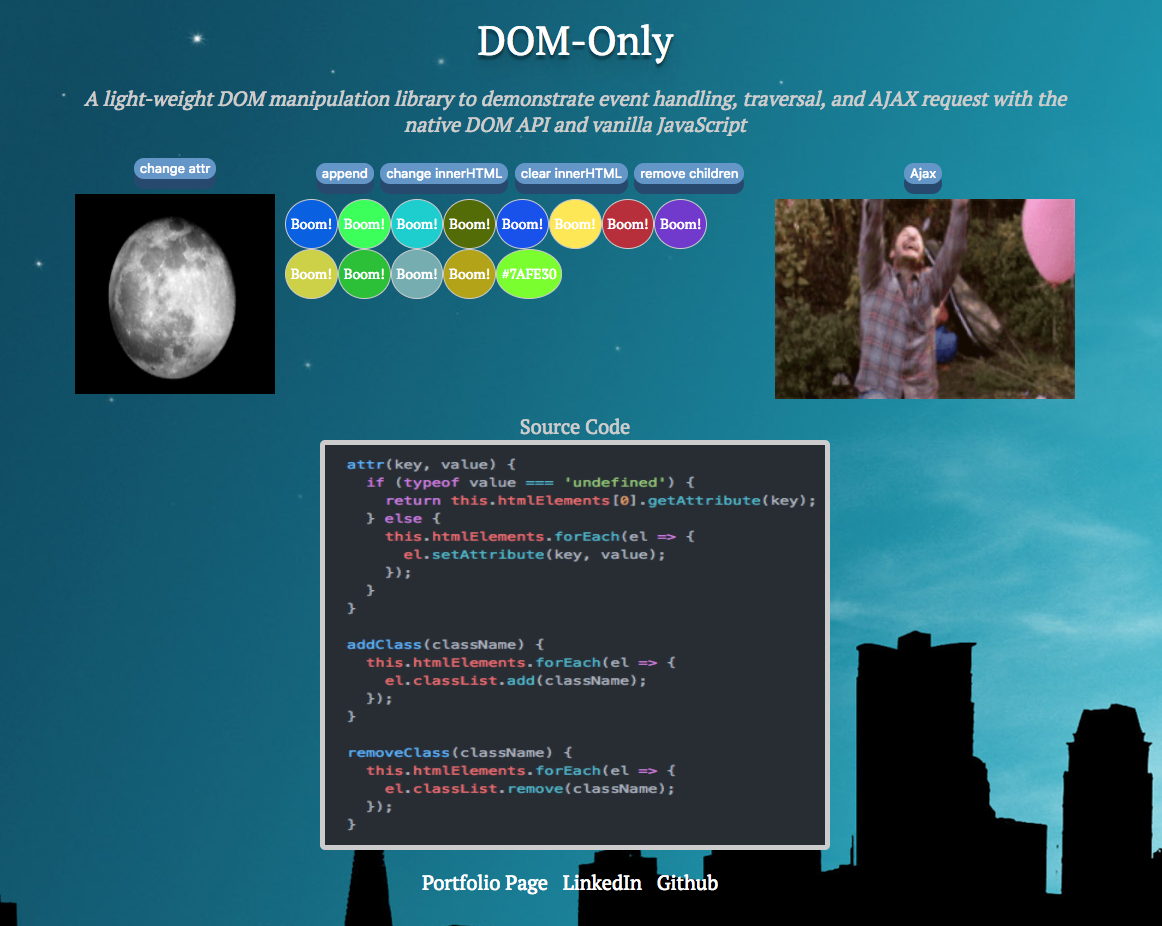 DOM-Only
A light-weight DOM manipulation library to demonstrate event handling, traversal, and AJAX request with the
native DOM API and vanilla JavaScript
change attr
append
change innerHTML
clear innerHTML
remove children
Ajax
Boom! Boom! Boom! Boom! Boom! Boom! Boom! Boom!
Boom! Boom! Boom! Boom! #7AFE30
Source Code
attr(key, value) {
  if (typeof value === 'undefined') {
    return this.htmlElements[0].getAttribute(key);
  } else {
    this.htmlElements.forEach(el => {
      el.setAttribute(key, value);
    });
  }
}
addClass(className) {
  this.htmlElements.forEach(el => {
    el.classList.add(className);
  });
}
removeClass(className) {
  this.htmlElements.forEach(el => {
    el.classList.remove(className);
  });
}
Portfolio Page LinkedIn Github